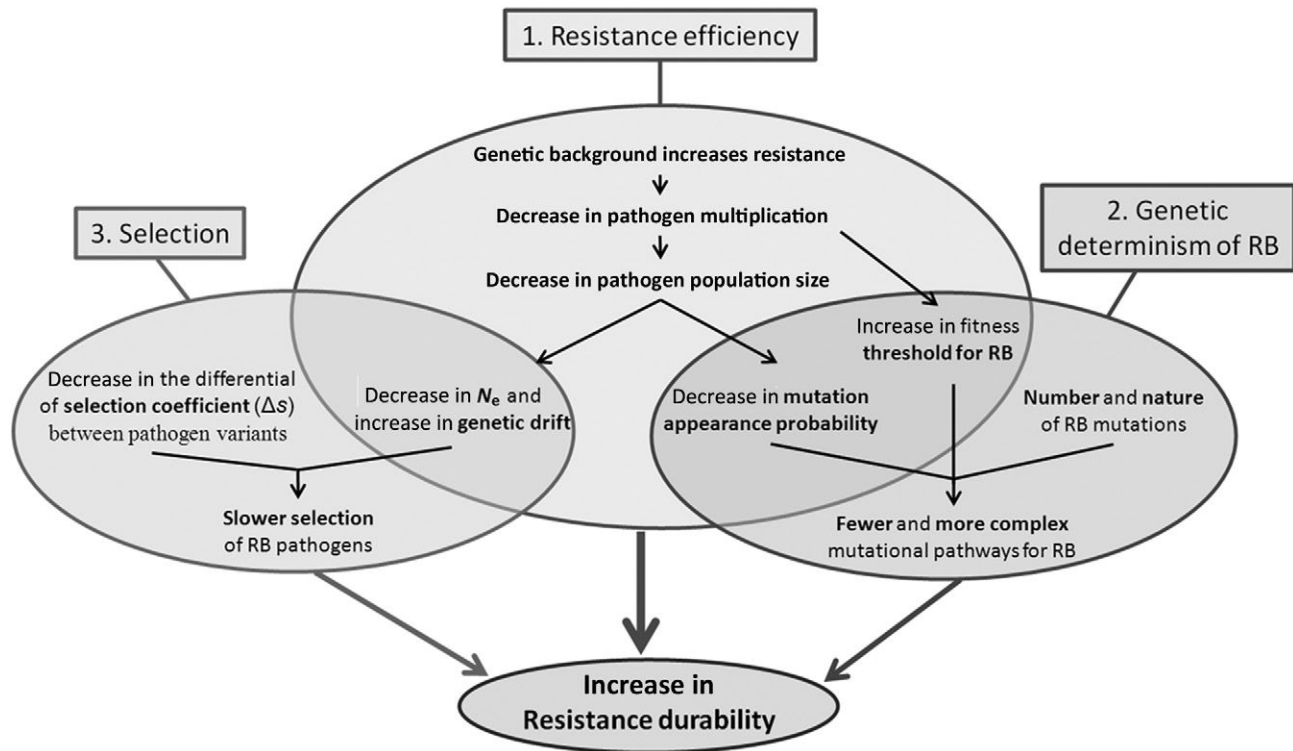 1. Resistance efficiency
Genetic background increases resistance
Decrease in pathogen multiplication
Decrease in pathogen population size
2. Genetic
determinism of RB
3. Selection
Increase in fitness
threshold for RB
Decrease in the differential
of selection coefficient (Δs)
between pathogen variants
Decrease in Ne and
increase in genetic drift
Decrease in mutation
appearance probability
Number and nature
of RB mutations
Slower selection
of RB pathogens
Fewer and more complex
mutational pathways for RB
Increase in
Resistance durability